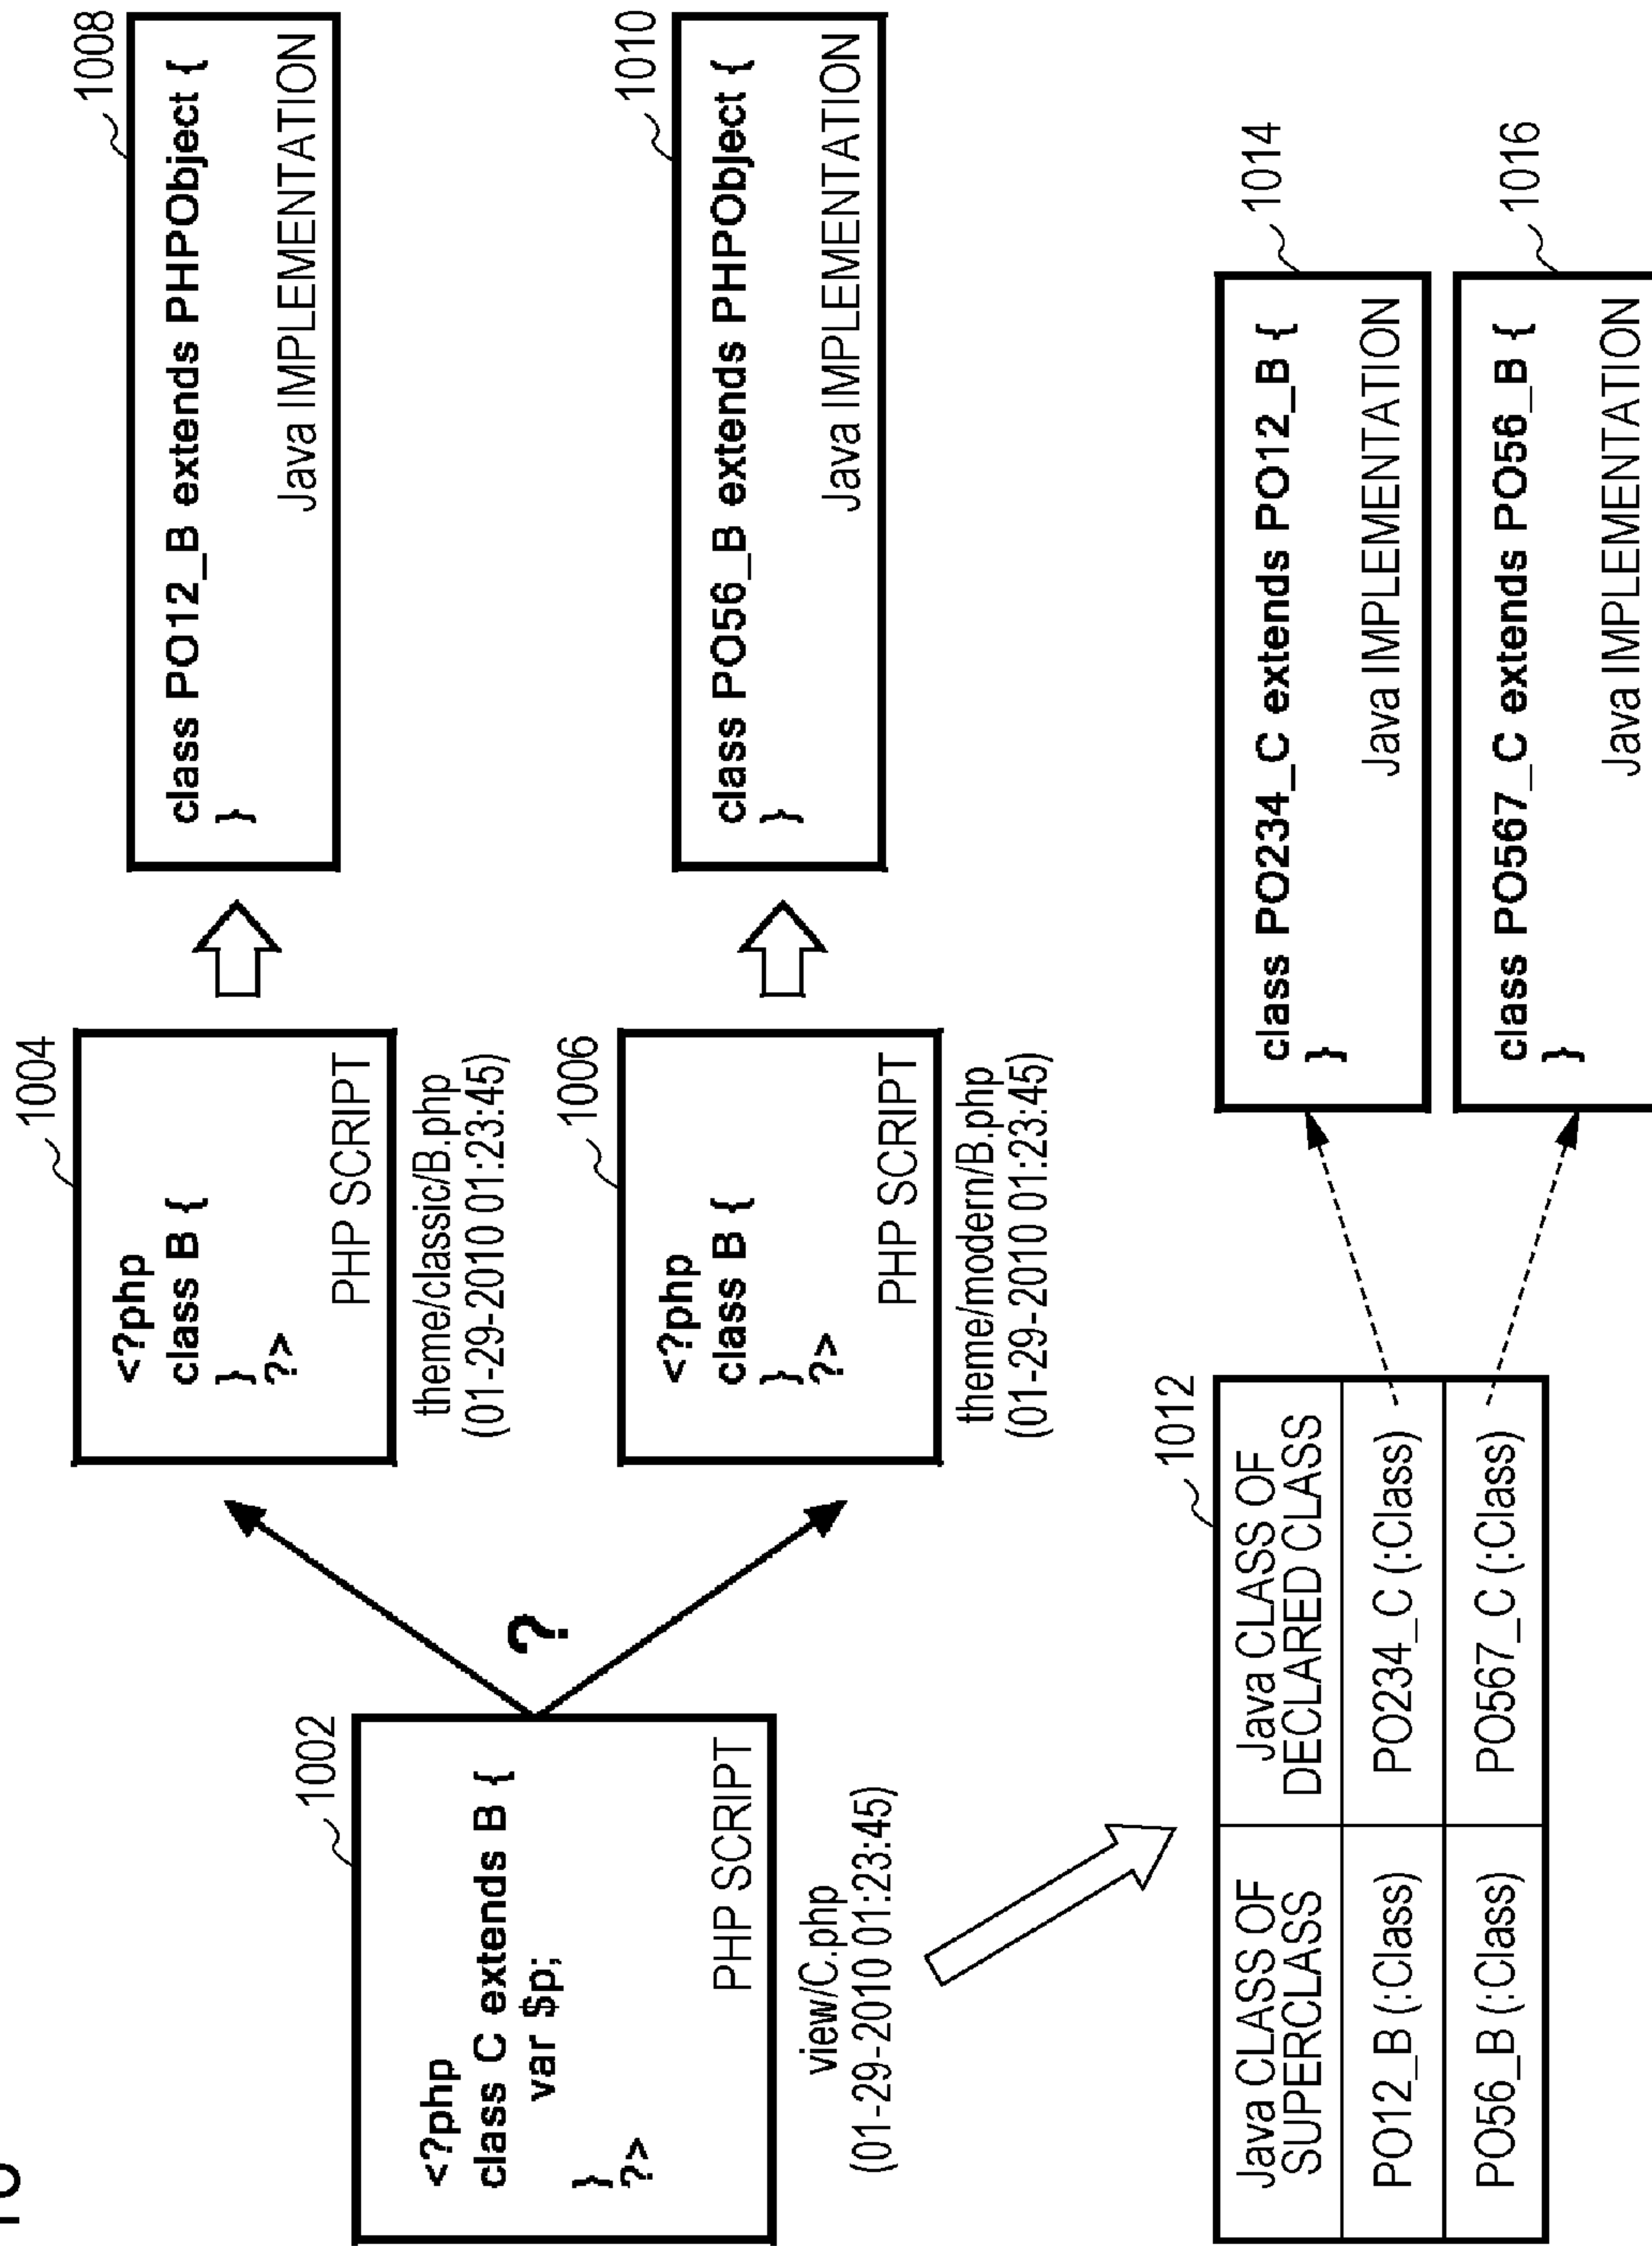 10
1002
<?php
class C extends B {
var $p;
}
?>
PHP SCRIPT
view/C.php
(01-29-2010 01:23:45)
?
1004
<?php
class B {
}
?>
PHP SCRIPT
theme/classic/B.php
(01-29-2010 01:23:45)
1006
<?php
class B {
}
?>
PHP SCRIPT
theme/modern/B.php
(01-29-2010 01:23:45)
1008
class PO12_B extends PHPObject {
}
Java IMPLEMENTATION
1010
class PO56_B extends PHPObject {
}
Java IMPLEMENTATION
1012
Java CLASS OF
SUPERCLASS
Java CLASS OF
DECLARED CLASS
PO12_B (:Class)
PO234_C (:Class)
PO56_B (:Class)
PO567_C (:Class)
1014
class PO234_C extends PO12_B {
}
Java IMPLEMENTATION
1016
class PO567_C extends PO56_B {
}
Java IMPLEMENTATION